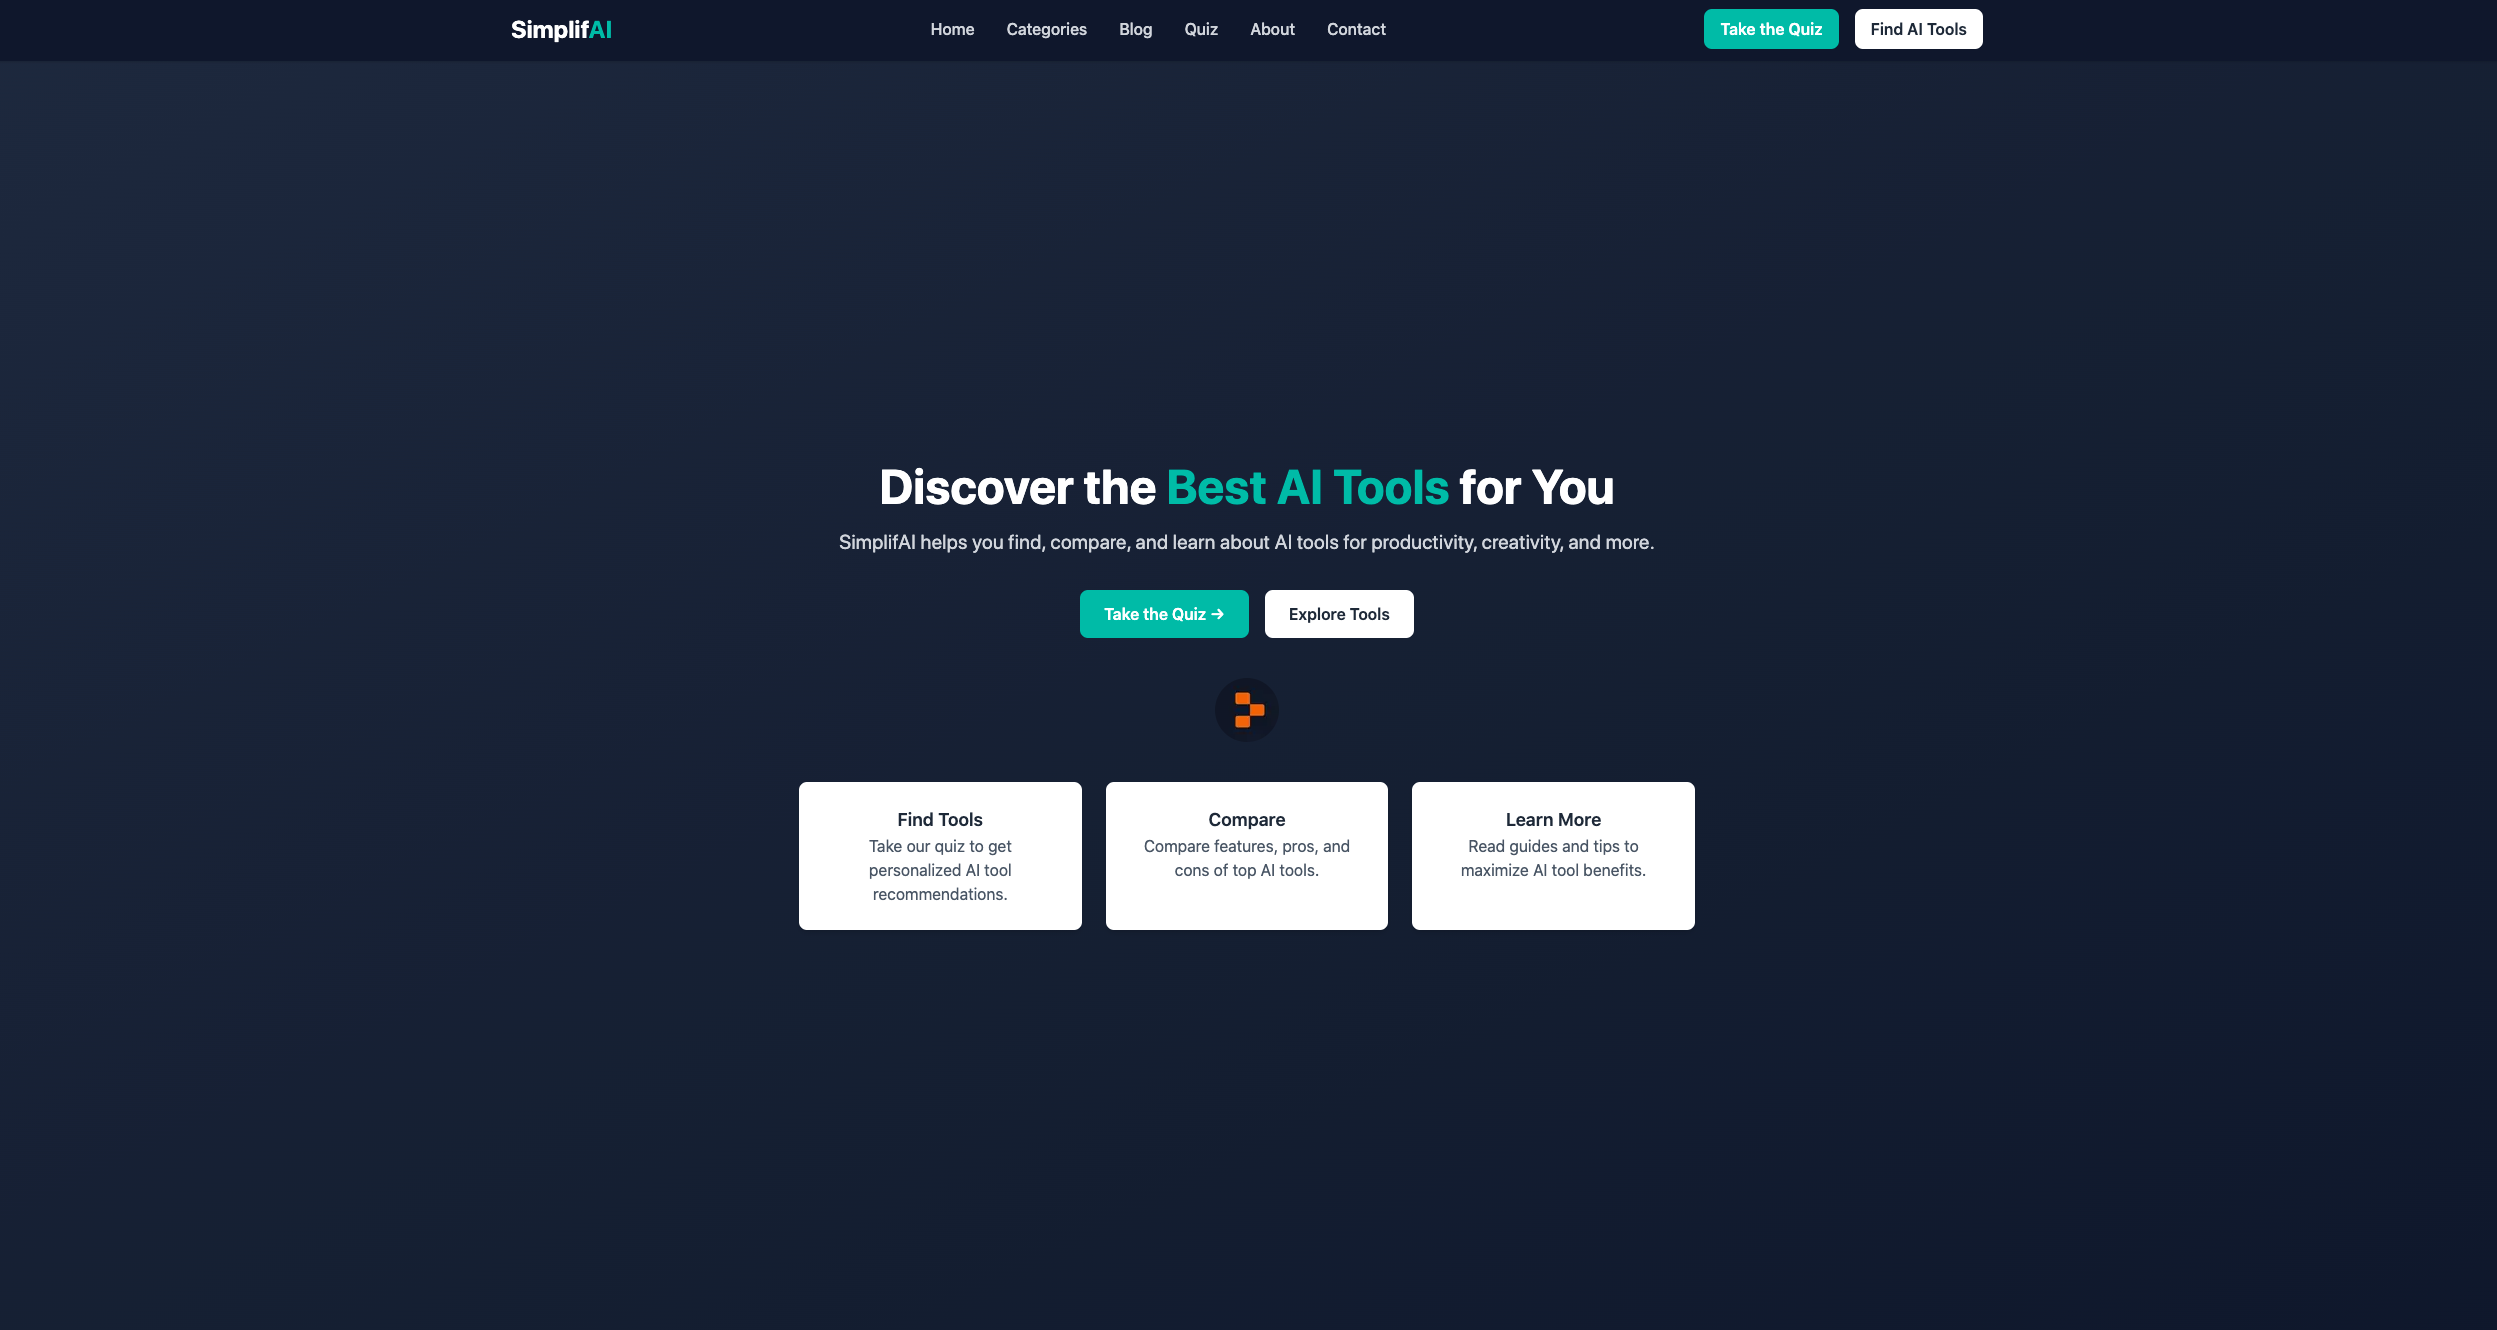 SimplifAI
Home Categories Blog Quiz About Contact
Take the Quiz Find AI Tools
Discover the Best AI Tools for You
SimplifAI helps you find, compare, and learn about AI tools for productivity, creativity, and more.
Take the Quiz → Explore Tools
Find Tools
Take our quiz to get
personalized AI tool
recommendations.
Compare
Compare features, pros, and
cons of top AI tools.
Learn More
Read guides and tips to
maximize AI tool benefits.